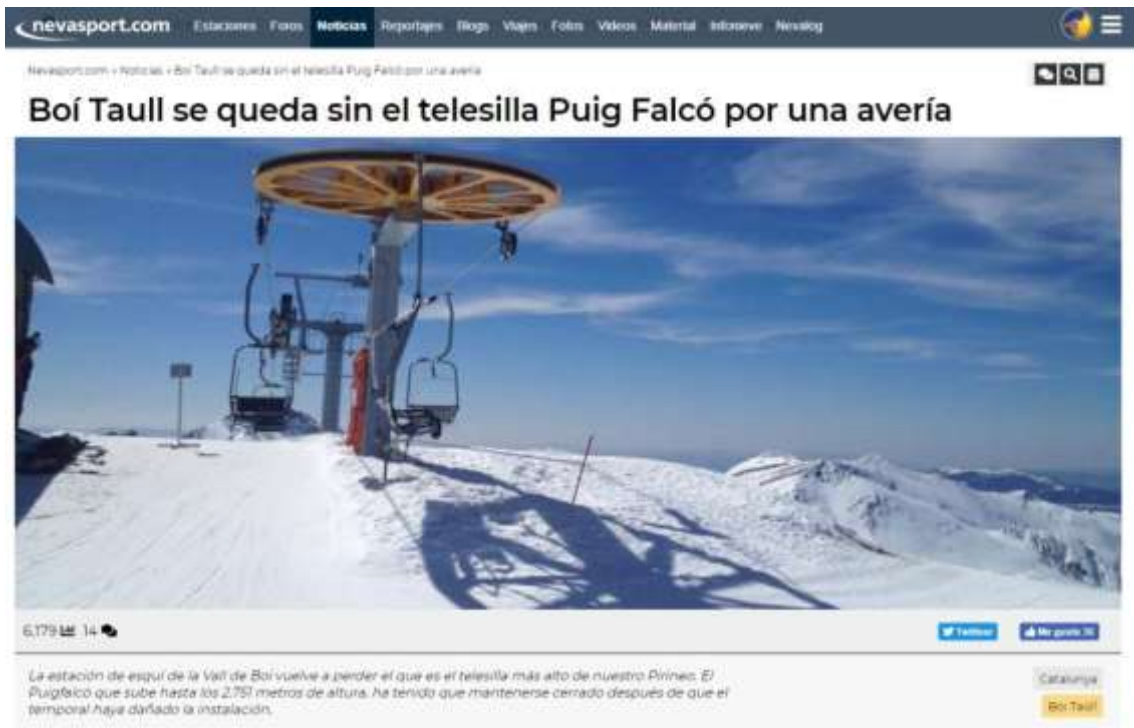 nevasport.com Estaciones Foros Noticias Reportajes Blogs Viajes Fotos Videos Material Infonieve Nevalog
Nevasport.com » Noticias » Boí Taull se queda sin el telesilla Puig Falcó por una avería
Boí Taull se queda sin el telesilla Puig Falcó por una avería
6,179 14
Twittear Me gusta
La estación de esquí de la Vall de Boí vuelve a perder el que es el telesilla más alto de nuestro Pirineo. El
Puigfalcó que sube hasta los 2.751 metros de altura, ha tenido que mantenerse cerrado después de que el
temporal haya dañado la instalación.
Catalunya
Boí Taull